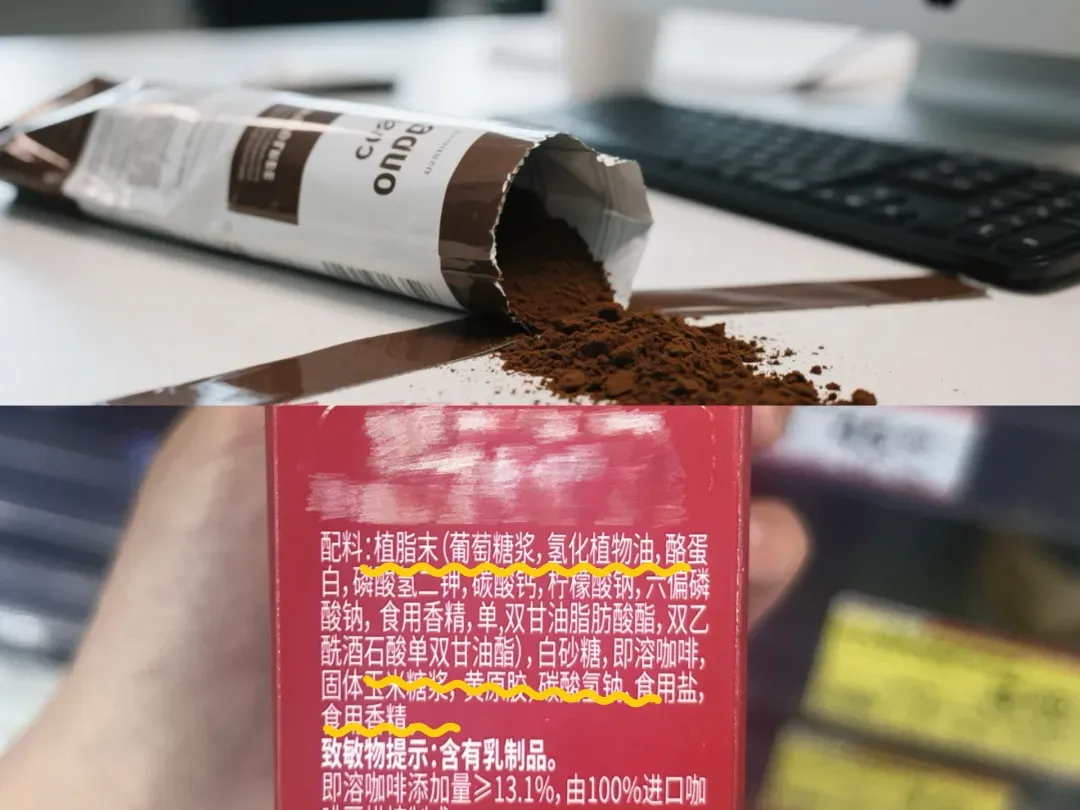 配料:植脂末(葡萄糖浆,氢化植物油,酪蛋
白,磷酸氢二钾,碳酸钙,柠檬酸钠,六偏磷
酸钠,食用香精,单,双甘油脂肪酸酯,双乙
酰酒石酸单双甘油酯),白砂糖,即溶咖啡,
固体玉米糖浆,黄原胶,碳酸氢钠,食用盐,
食用香精
致敏物提示:含有乳制品。
即溶咖啡添加量≥13.1%,由100%进口咖